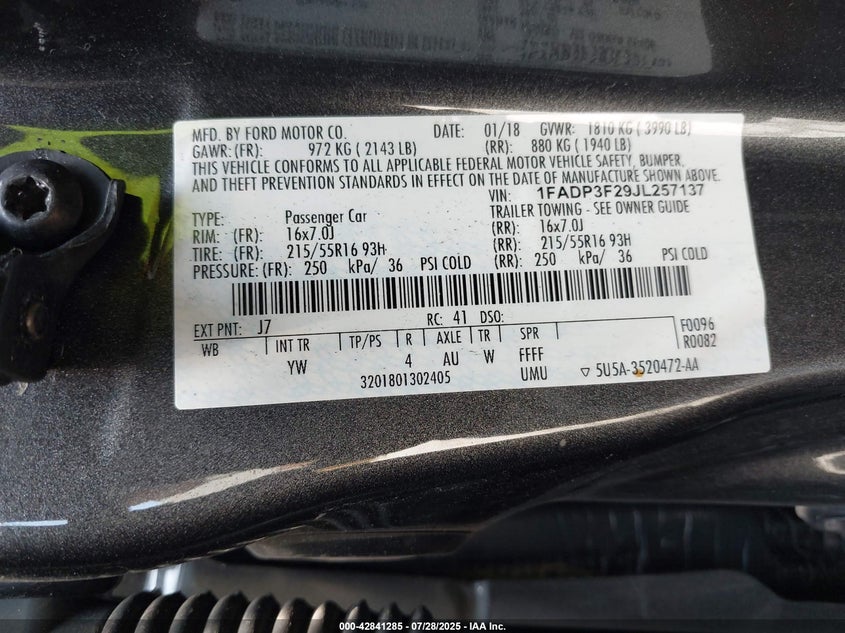 MFD. BY FORD MOTOR CO. DATE: 01/18 GVWR: 1810 KG ( 3990 LB)
GAWR: (FR): 972 KG ( 2143 LB) (RR): 880 KG ( 1940 LB)
THIS VEHICLE CONFORMS TO ALL APPLICABLE FEDERAL MOTOR VEHICLE SAFETY, BUMPER,
AND THEFT PREVENTION STANDARDS IN EFFECT ON THE DATE OF MANUFACTURE SHOWN ABOVE.
VIN: 1FADP3F29JL257137
TYPE: Passenger Car TRAILER TOWING - SEE OWNER GUIDE
RIM: (FR): 16x7.0J (RR): 16x7.0J
TIRE: (FR): 215/55R16 93H (RR): 215/55R16 93H
PRESSURE: (FR): 250 kPa/ 36 PSI COLD (RR): 250 kPa/ 36 PSI COLD
EXT PNT: J7 RC: 41 DSO: F0096
WB INT TR TP/PS R AXLE TR SPR R0082
YW 4 AU W FFFF
3201801302405 UMU ▽ 5U5A-3520472-AA
000-42841285 - 07/28/2025 - IAA Inc.